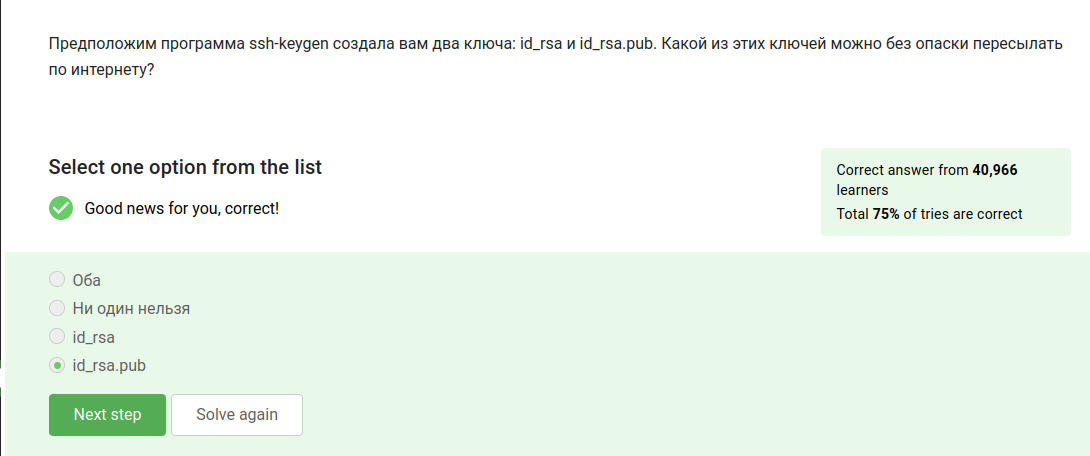 Предположим программа ssh-keygen создала вам два ключа: id_rsa и id_rsa.pub. Какой из этих ключей можно без опаски пересылать
по интернету?
Select one option from the list
Good news for you, correct!
Correct answer from 40,966
learners
Total 75% of tries are correct
Оба
Ни один нельзя
id_rsa
id_rsa.pub
Next step
Solve again